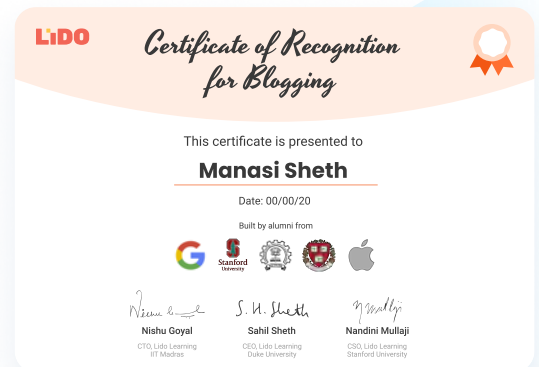 LiDO
Certificate of Recognition
for Blogging
This certificate is presented to
Manasi Sheth
Date: 00/00/20
Built by alumni from
Stanford
University
S. H. Sheth
Nishu Goyal
Sahil Sheth
Nandini Mullaji
CTO, Lido Learning
CEO, Lido Learning
CSO, Lido Learning
IIT Madras
Duke University
Stanford University